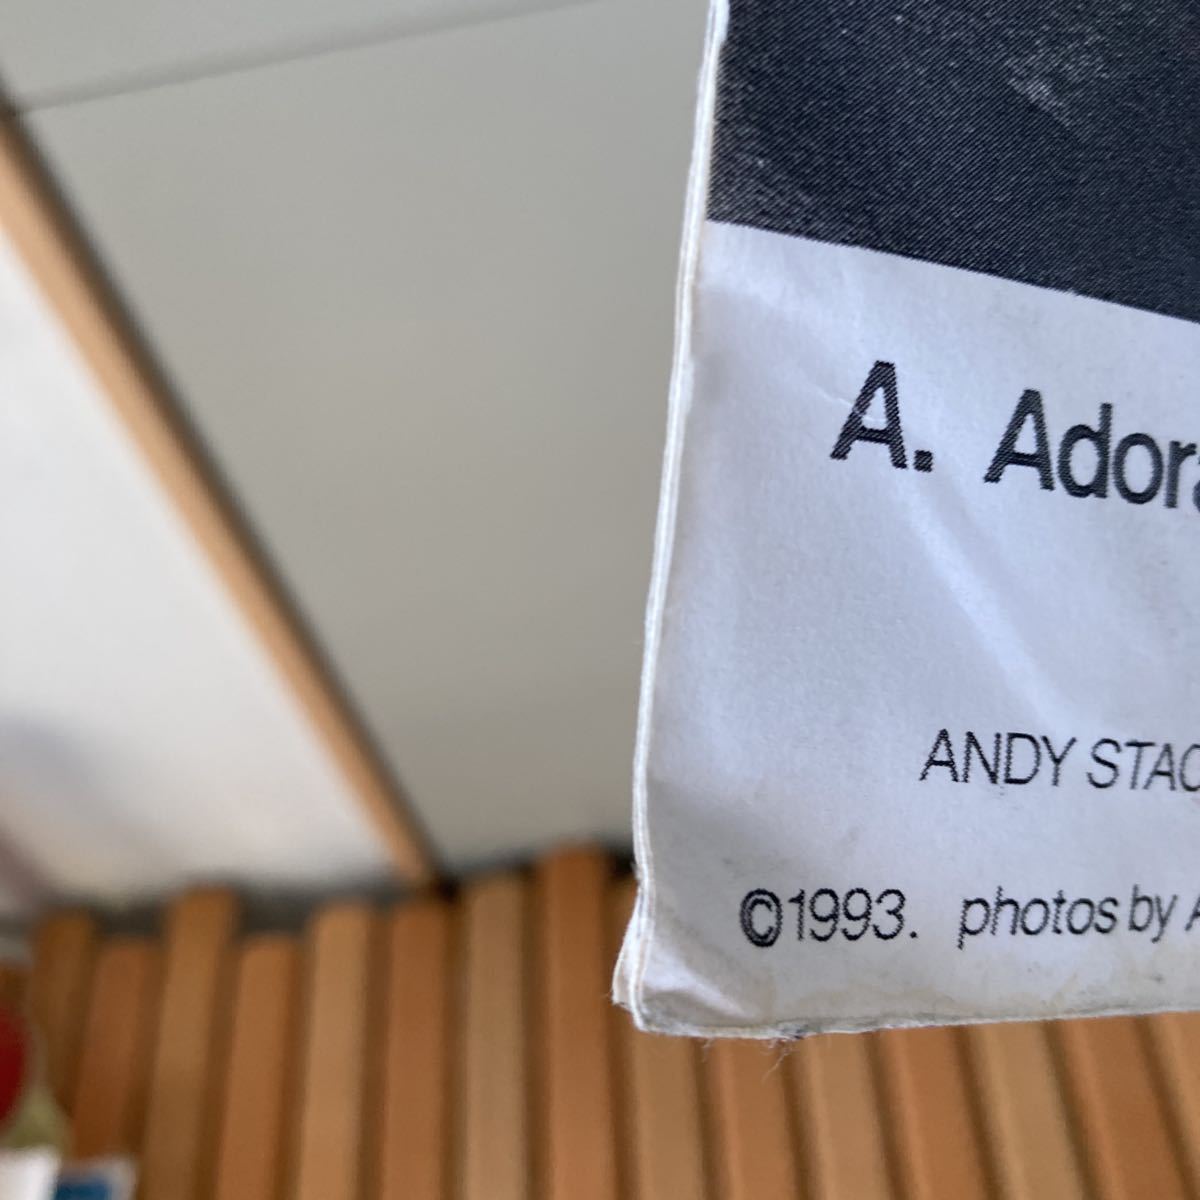 A. Adora
ANDY STAC
©1993. photos by A